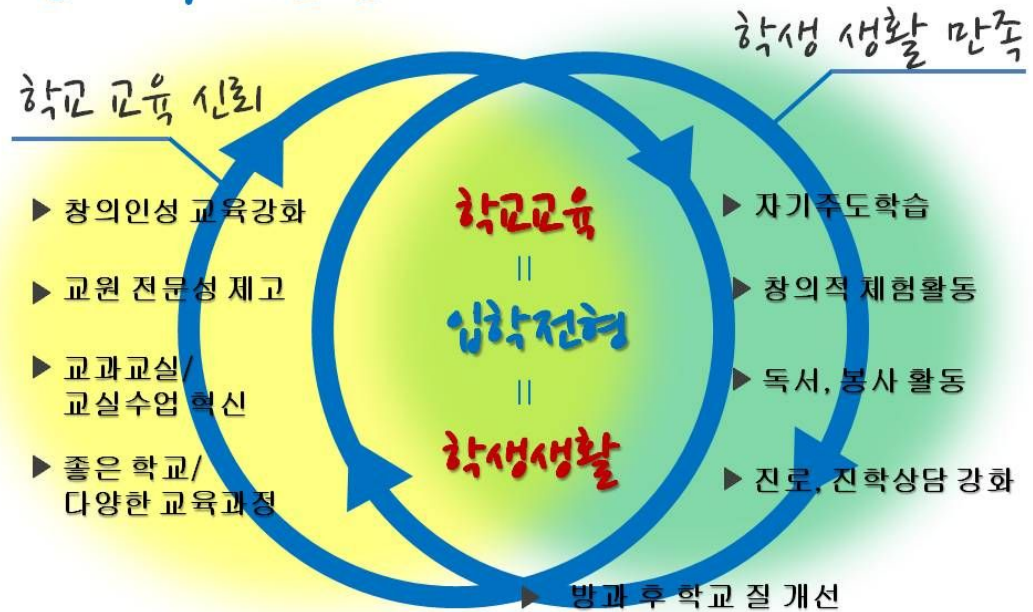 학교 교육 신뢰
학생 생활 만족
▶ 창의인성 교육강화
▶ 교원 전문성 제고
▶ 교과교실/
교실수업 혁신
▶ 좋은 학교/
다양한 교육과정
학교교육
=
입학전형
=
학생생활
▶ 자기주도학습
▶ 창의적 체험활동
▶ 독서, 봉사 활동
▶ 진로, 진학상담 강화
▶ 방과 후 학교 질 개선